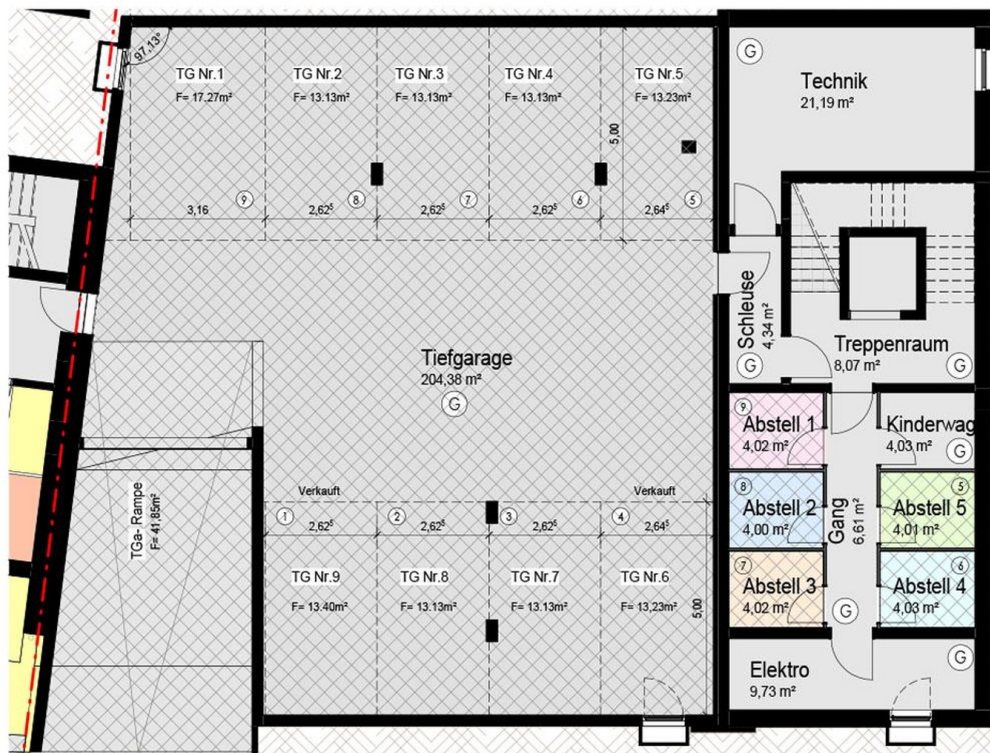 97,13°
TG Nr.1
F= 17.27m²
TG Nr.2
F= 13.13m²
TG Nr.3
F= 13.13m²
TG Nr.4
F= 13.13m²
TG Nr.5
F= 13.23m²
5,00
3,16
9
2,62⁵
8
2,62⁵
7
2,62⁵
6
2,64⁵
5
G
Technik
21,19 m²
Schleuse
4,34 m²
G
Treppenraum
8,07 m²
G
Tiefgarage
204,38 m²
G
TGa- Rampe
F= 41,85m²
9
Abstell 1
4,02 m²
Kinderwag
4,03 m²
G
8
Abstell 2
4,00 m²
Gang
6,61 m²
5
Abstell 5
4,01 m²
7
Abstell 3
4,02 m²
G
6
Abstell 4
4,03 m²
Elektro
9,73 m²
G
Verkauft
Verkauft
1
2,62⁵
2
2,62⁵
3
2,62⁵
4
2,64⁵
TG Nr.9
F= 13.40m²
TG Nr.8
F= 13.13m²
TG Nr.7
F= 13.13m²
TG Nr.6
F= 13,23m²
5,00